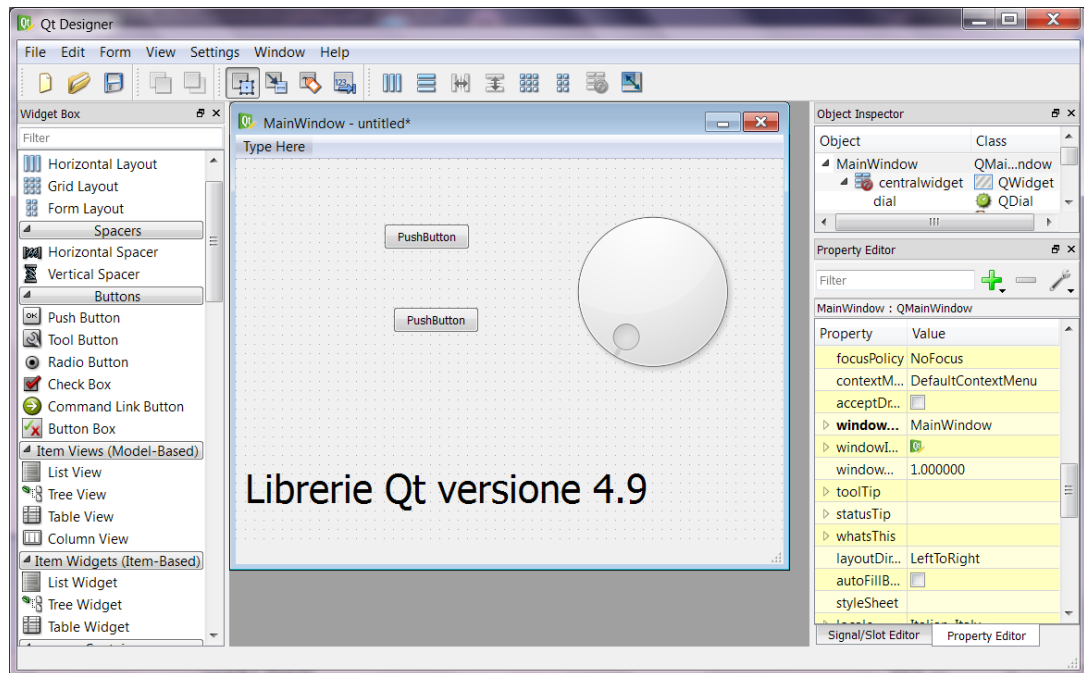 Qt Designer
File Edit Form View Settings Window Help
Widget Box
Filter
Horizontal Layout
Grid Layout
Form Layout
Spacers
Horizontal Spacer
Vertical Spacer
Buttons
OK Push Button
Tool Button
Radio Button
Check Box
Command Link Button
Button Box
Item Views (Model-Based)
List View
Tree View
Table View
Column View
Item Widgets (Item-Based)
List Widget
Tree Widget
Table Widget
MainWindow - untitled*
Type Here
PushButton
PushButton
Librerie Qt versione 4.9
Object Inspector
Object Class
MainWindow QMai...ndow
centralwidget QWidget
dial QDial
Property Editor
Filter
MainWindow : QMainWindow
Property Value
focusPolicy NoFocus
contextM... DefaultContextMenu
acceptDr...
window... MainWindow
windowI...
window... 1.000000
toolTip
statusTip
whatsThis
layoutDir... LeftToRight
autoFillB...
styleSheet
locale Italian, Italy
Signal/Slot Editor Property Editor